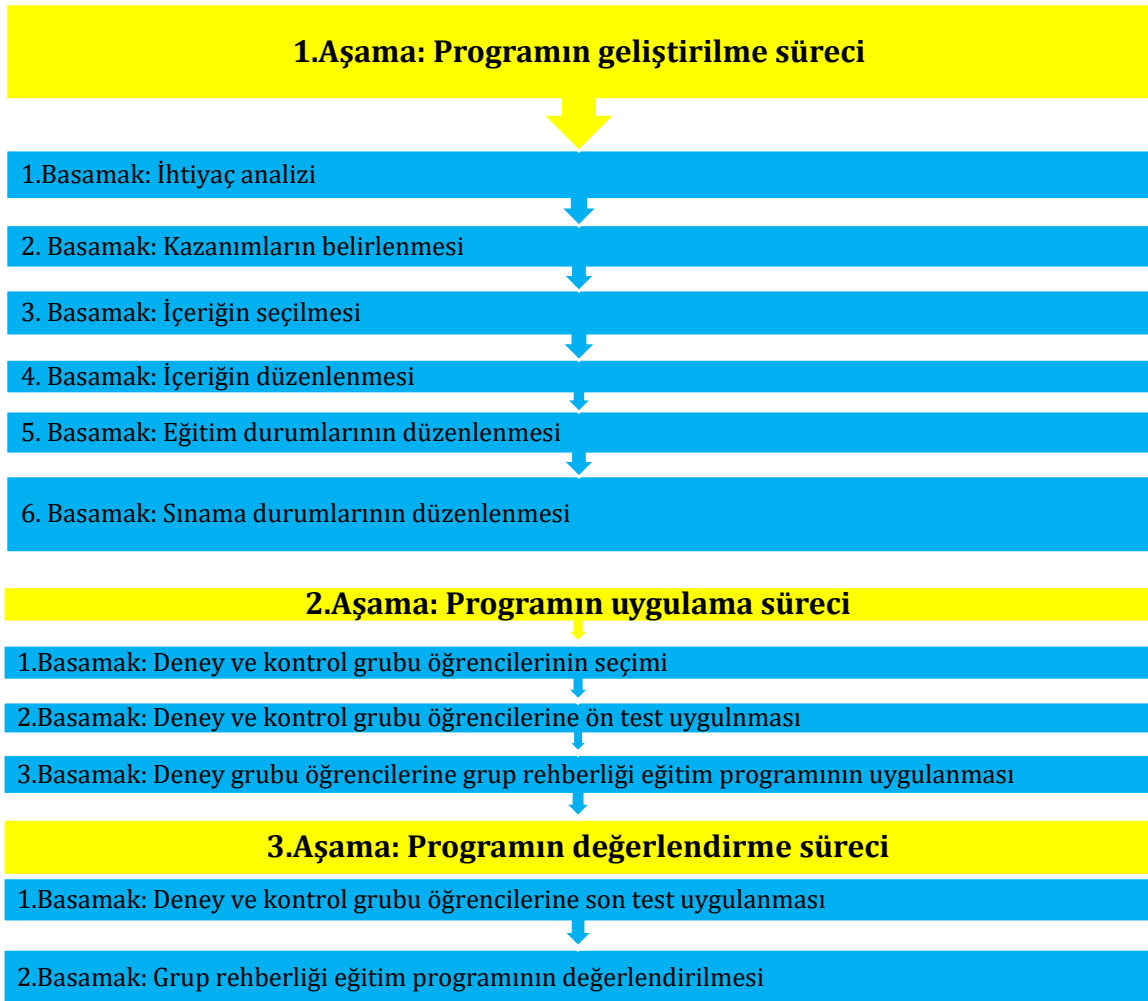 1.Aşama: Programın geliştirilme süreci
1.Basamak: İhtiyaç analizi
2. Basamak: Kazanımların belirlenmesi
3. Basamak: İçeriğin seçilmesi
4. Basamak: İçeriğin düzenlenmesi
5. Basamak: Eğitim durumlarının düzenlenmesi
6. Basamak: Sınama durumlarının düzenlenmesi
2.Aşama: Programın uygulama süreci
1.Basamak: Deney ve kontrol grubu öğrencilerinin seçimi
2.Basamak: Deney ve kontrol grubu öğrencilerine ön test uygulnması
3.Basamak: Deney grubu öğrencilerine grup rehberliği eğitim programının uygulanması
3.Aşama: Programın değerlendirme süreci
1.Basamak: Deney ve kontrol grubu öğrencilerine son test uygulanması
2.Basamak: Grup rehberliği eğitim programının değerlendirilmesi